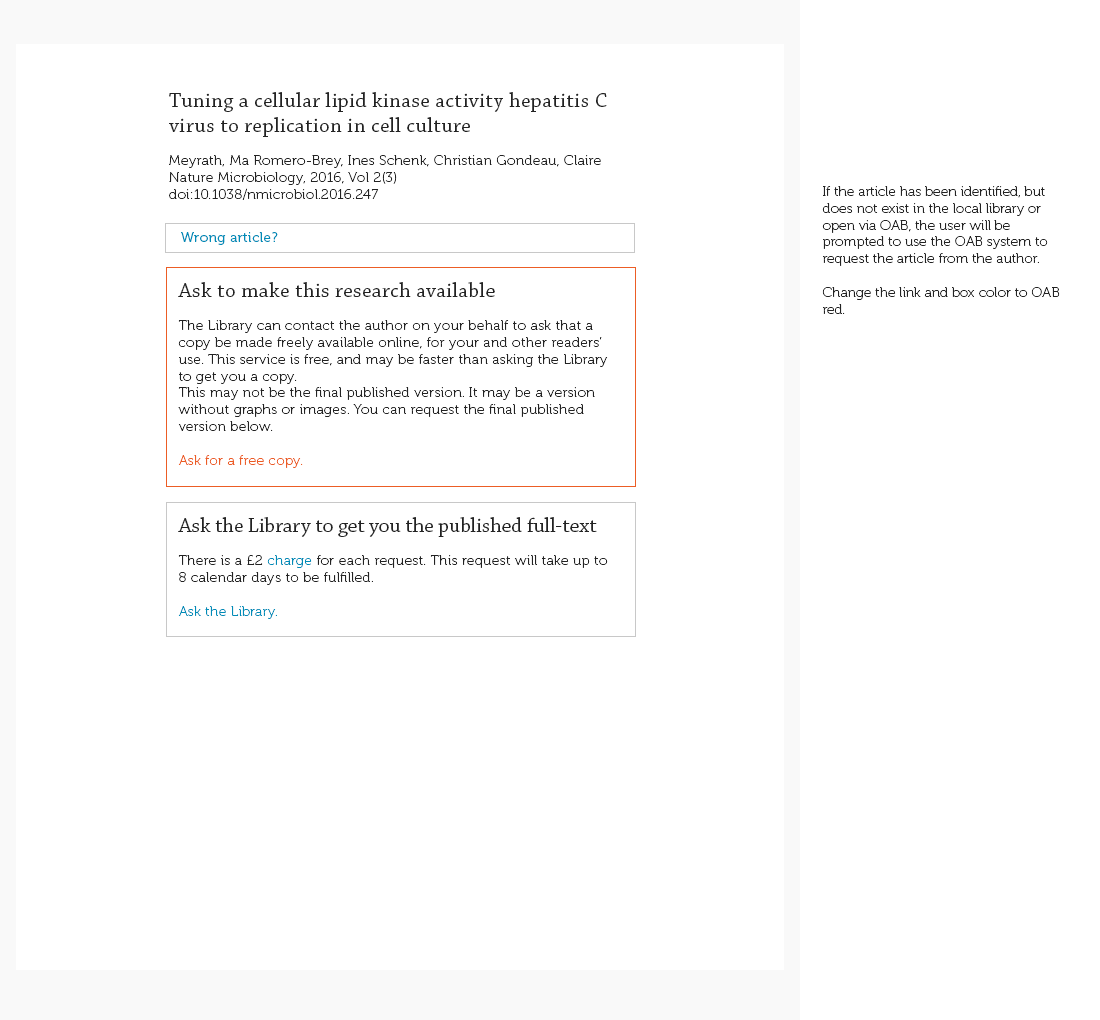 Tuning a cellular lipid kinase activity hepatitis C
virus to replication in cell culture
Meyrath, Ma Romero-Brey, Ines Schenk, Christian Gondeau, Claire
Nature Microbiology, 2016, Vol 2(3)
doi:10.1038/nmicrobiol.2016.247
Wrong article?
Ask to make this research available
The Library can contact the author on your behalf to ask that a
copy be made freely available online, for your and other readers’
use. This service is free, and may be faster than asking the Library
to get you a copy.
This may not be the final published version. It may be a version
without graphs or images. You can request the final published
version below.
Ask for a free copy.
Ask the Library to get you the published full-text
There is a £2 charge for each request. This request will take up to
8 calendar days to be fulfilled.
Ask the Library.
If the article has been identified, but
does not exist in the local library or
open via OAB, the user will be
prompted to use the OAB system to
request the article from the author.
Change the link and box color to OAB
red.